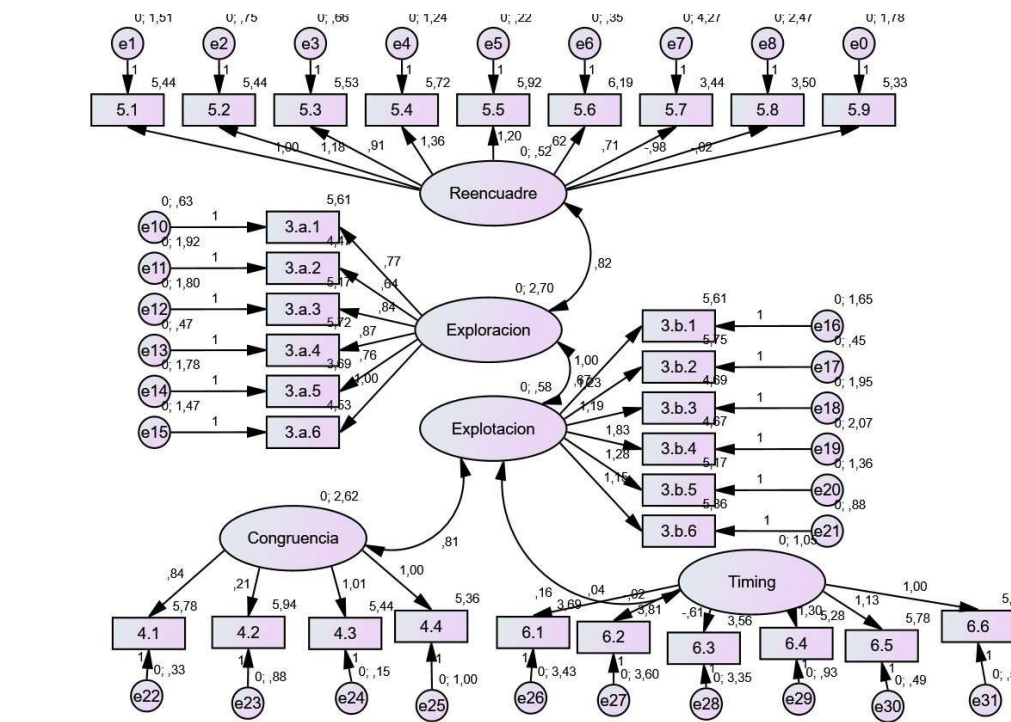 0; 1,51 0; ,75 0; ,66 0; 1,24 0; ,22 0; ,35 0; 4,27 0; 2,47 0; 1,78
e1 e2 e3 e4 e5 e6 e7 e8 e0
1 1 1 1 1 1 1 1 1
5,44 5,44 5,53 5,72 5,92 6,19 3,44 3,50 5,33
5.1 5.2 5.3 5.4 5.5 5.6 5.7 5.8 5.9
1,00 1,18 ,91 1,36 1,20 ,62 ,71 -,98 -,02
0; ,52
Reencuadre
0; ,63 5,61
e10 1 3.a.1
0; 1,92 4,47
e11 1 3.a.2 ,77
,82
0; 1,80 5,17 ,64
e12 1 3.a.3 ,84 0; 2,70
0; ,47 5,72 Exploracion
e13 1 3.a.4 ,87
0; 1,78 3,69 ,76
e14 1 3.a.5 1,00
0; 1,47 4,53
e15 1 3.a.6
5,61 0; 1,65
3.b.1 1 e16
5,75 0; ,45
1,00 3.b.2 1 e17
0; ,58 ,67 1,23 4,69 0; 1,95
1,19 3.b.3 1 e18
Explotacion 4,67 0; 2,07
1,83 3.b.4 1 e19
1,28 5,17 0; 1,36
1,15 3.b.5 1 e20
5,86 0; ,88
3.b.6 1 e21
0; 2,62
Congruencia
,81
0; 1,05
Timing
,84 ,21 1,01 1,00 ,16 ,04 -,02 -,61 1,30 1,13 1,00
5,78 5,94 5,44 5,36 3,69 3,81 3,56 5,28 5,78
4.1 4.2 4.3 4.4 6.1 6.2 6.3 6.4 6.5 6.6
1 1 1 1 1 1 1 1 1 1
0; ,33 0; ,88 0; ,15 0; 1,00 0; 3,43 0; 3,60 0; 3,35 0; ,93 0; ,49
e22 e23 e24 e25 e26 e27 e28 e29 e30 e31